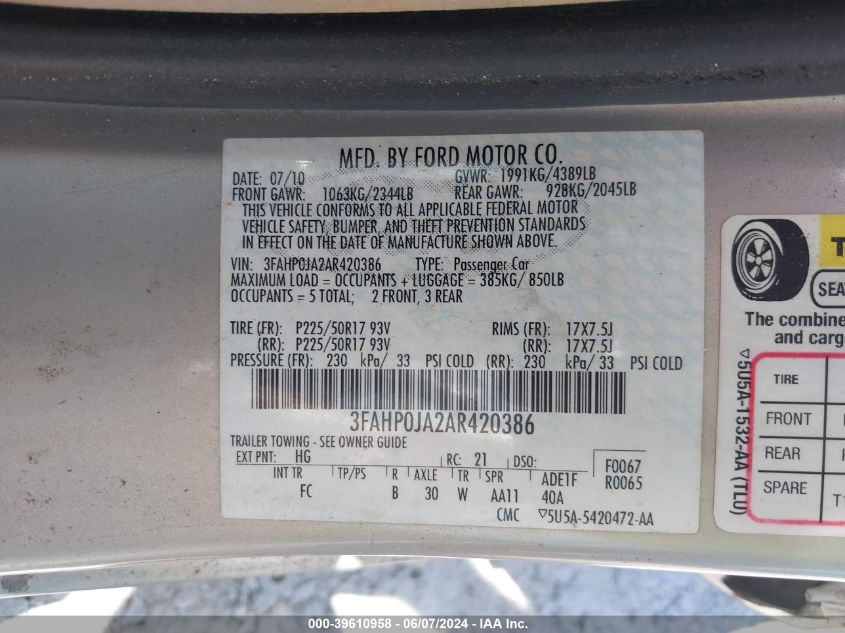 MFD. BY FORD MOTOR CO.
DATE: 07/10 GVWR: 1991KG/4389LB
FRONT GAWR: 1063KG/2344LB REAR GAWR: 928KG/2045LB
THIS VEHICLE CONFORMS TO ALL APPLICABLE FEDERAL MOTOR
VEHICLE SAFETY, BUMPER, AND THEFT PREVENTION STANDARDS
IN EFFECT ON THE DATE OF MANUFACTURE SHOWN ABOVE.
VIN: 3FAHP0JA2AR420386 TYPE: Passenger Car
MAXIMUM LOAD = OCCUPANTS + LUGGAGE = 385KG/ 850LB
OCCUPANTS = 5 TOTAL; 2 FRONT, 3 REAR
TIRE (FR): P225/50R17 93V RIMS (FR): 17X7.5J
(RR): P225/50R17 93V (RR): 17X7.5J
PRESSURE (FR): 230 kPa/ 33 PSI COLD (RR): 230 kPa/ 33 PSI COLD
3FAHP0JA2AR420386
TRAILER TOWING - SEE OWNER GUIDE
EXT PNT: HG RC: 21 DSO: F0067
INT TR TP/PS R AXLE TR SPR ADE1F R0065
FC B 30 W AA11 40A
CMC ▽5U5A-5420472-AA
SEA
The combine
and carg
▽5U5A-1532-AA (TLU)
TIRE
FRONT
REAR
SPARE
000-39610958 - 06/07/2024 - IAA Inc.